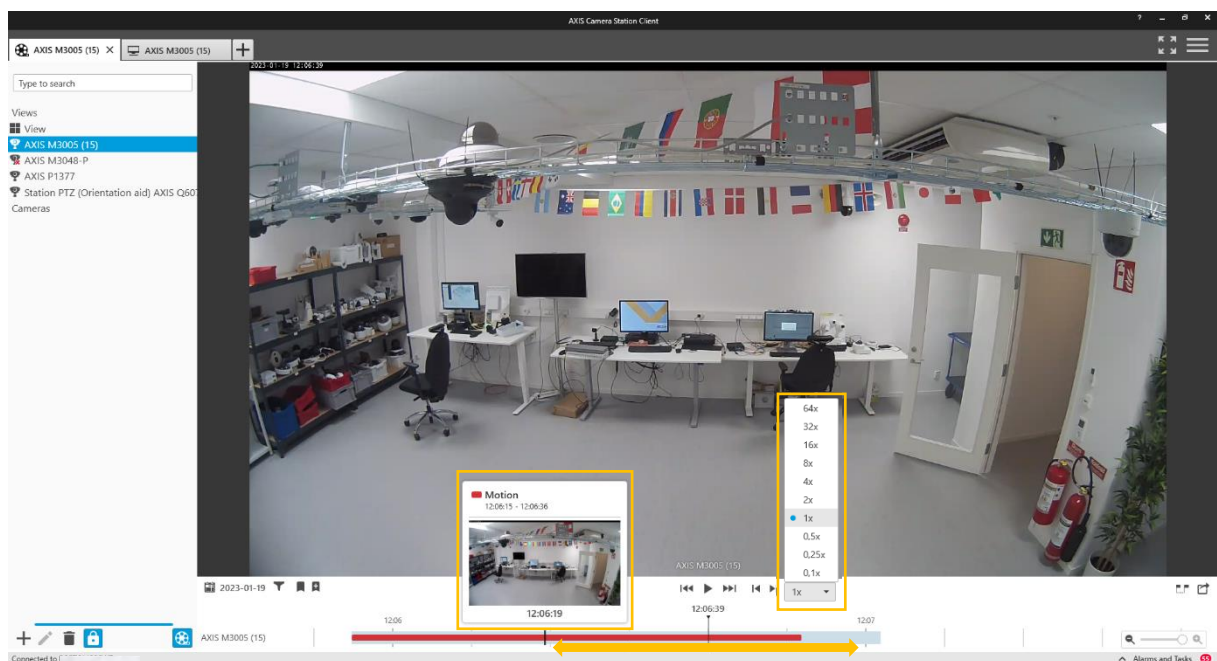 AXIS Camera Station Client
AXIS M3005 (15)
AXIS M3005 (15)
2023-01-19 12:06:39
Type to search
Views
View
AXIS M3005 (15)
AXIS M3048-P
AXIS P1377
Station PTZ (Orientation aid) AXIS Q607
Cameras
64x
32x
16x
8x
4x
2x
1x
0,5x
0,25x
0,1x
Motion
12:06:15 - 12:06:36
12:06:19
AXIS M3005 (15)
2023-01-19
1x
12:06:39
12:06
12:07
AXIS M3005 (15)
Connected to
Alarms and Tasks 55